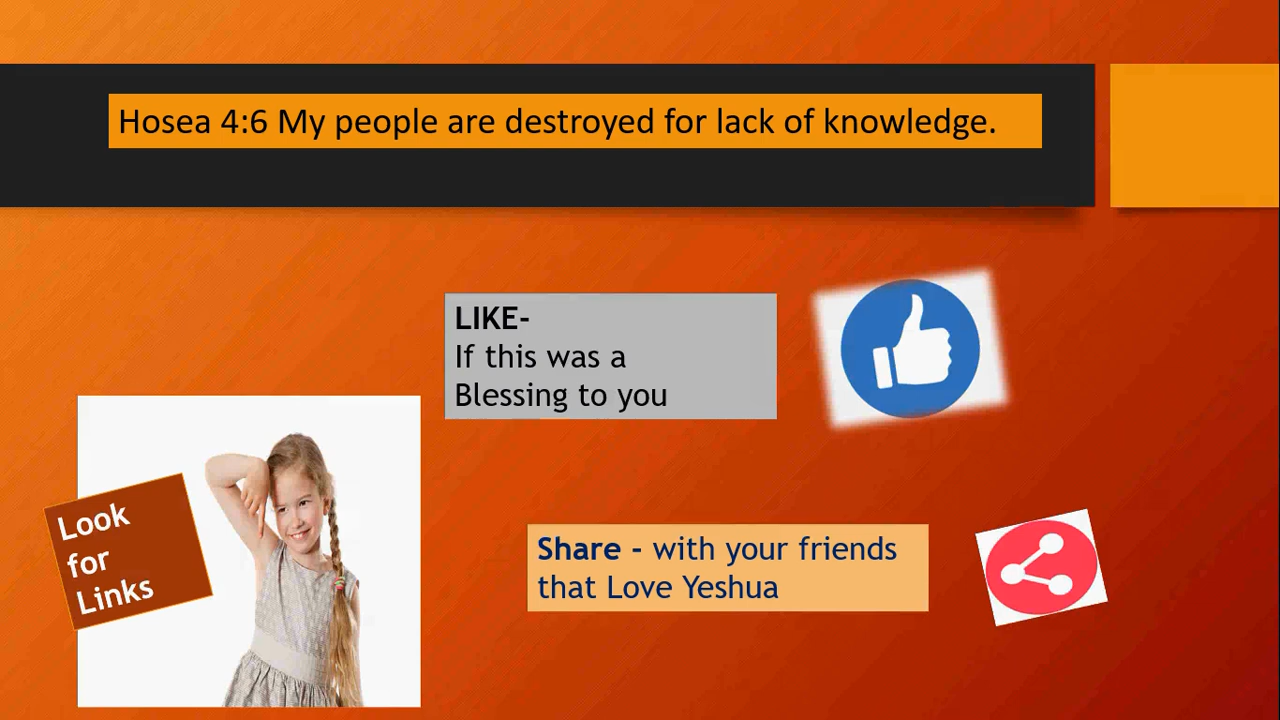 Hosea 4:6 My people are destroyed for lack of knowledge.
LIKE-
If this was a
Blessing to you
Look
for
Links
Share - with your friends
that Love Yeshua